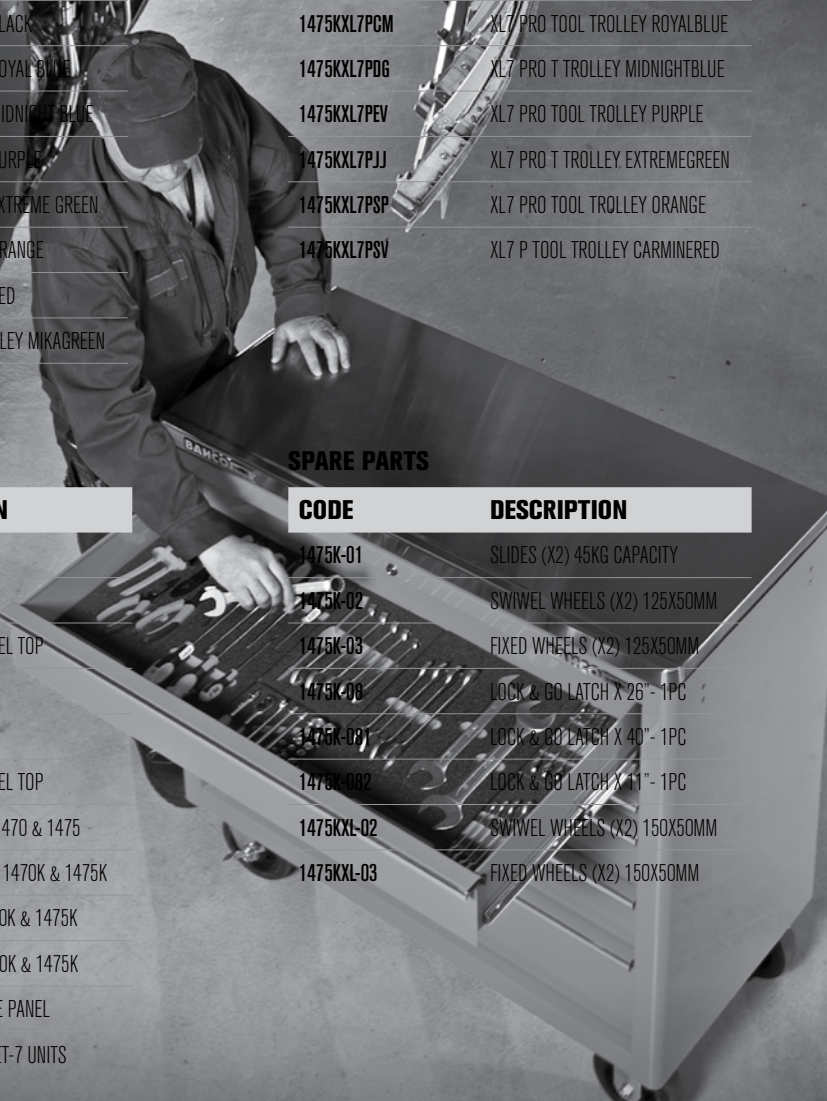 LACK
OYAL BLUE
IDNIGHT BLUE
URPLE
XTREME GREEN
RANGE
ED
LEY MIKAGREEN
N
EL TOP
EL TOP
470 & 1475
1470K & 1475K
0K & 1475K
0K & 1475K
E PANEL
ET-7 UNITS
1475KXL7PCM XL7 PRO TOOL TROLLEY ROYALBLUE
1475KXL7PDG XL7 PRO T TROLLEY MIDNIGHTBLUE
1475KXL7PEV XL7 PRO TOOL TROLLEY PURPLE
1475KXL7PJJ XL7 PRO T TROLLEY, EXTREMEGREEN
1475KXL7PSP XL7 PRO TOOL TROLLEY ORANGE
1475KXL7PSV XL7 P TOOL TROLLEY CARMINERED
BAHCO
SPARE PARTS
CODE DESCRIPTION
1475K-01 SLIDES (X2) 45KG CAPACITY
1475K-02 SWIWEL WHEELS (X2) 125X50MM
1475K-03 FIXED WHEELS (X2) 125X50MM
1475K-08 LOCK & GO LATCH X 26”- 1PC
1475K-081 LOCK & GO LATCH X 40”- 1PC
1475K-082 LOCK & GO LATCH X 11”- 1PC
1475KXL-02 SWIWEL WHEELS (X2) 150X50MM
1475KXL-03 FIXED WHEELS (X2) 150X50MM